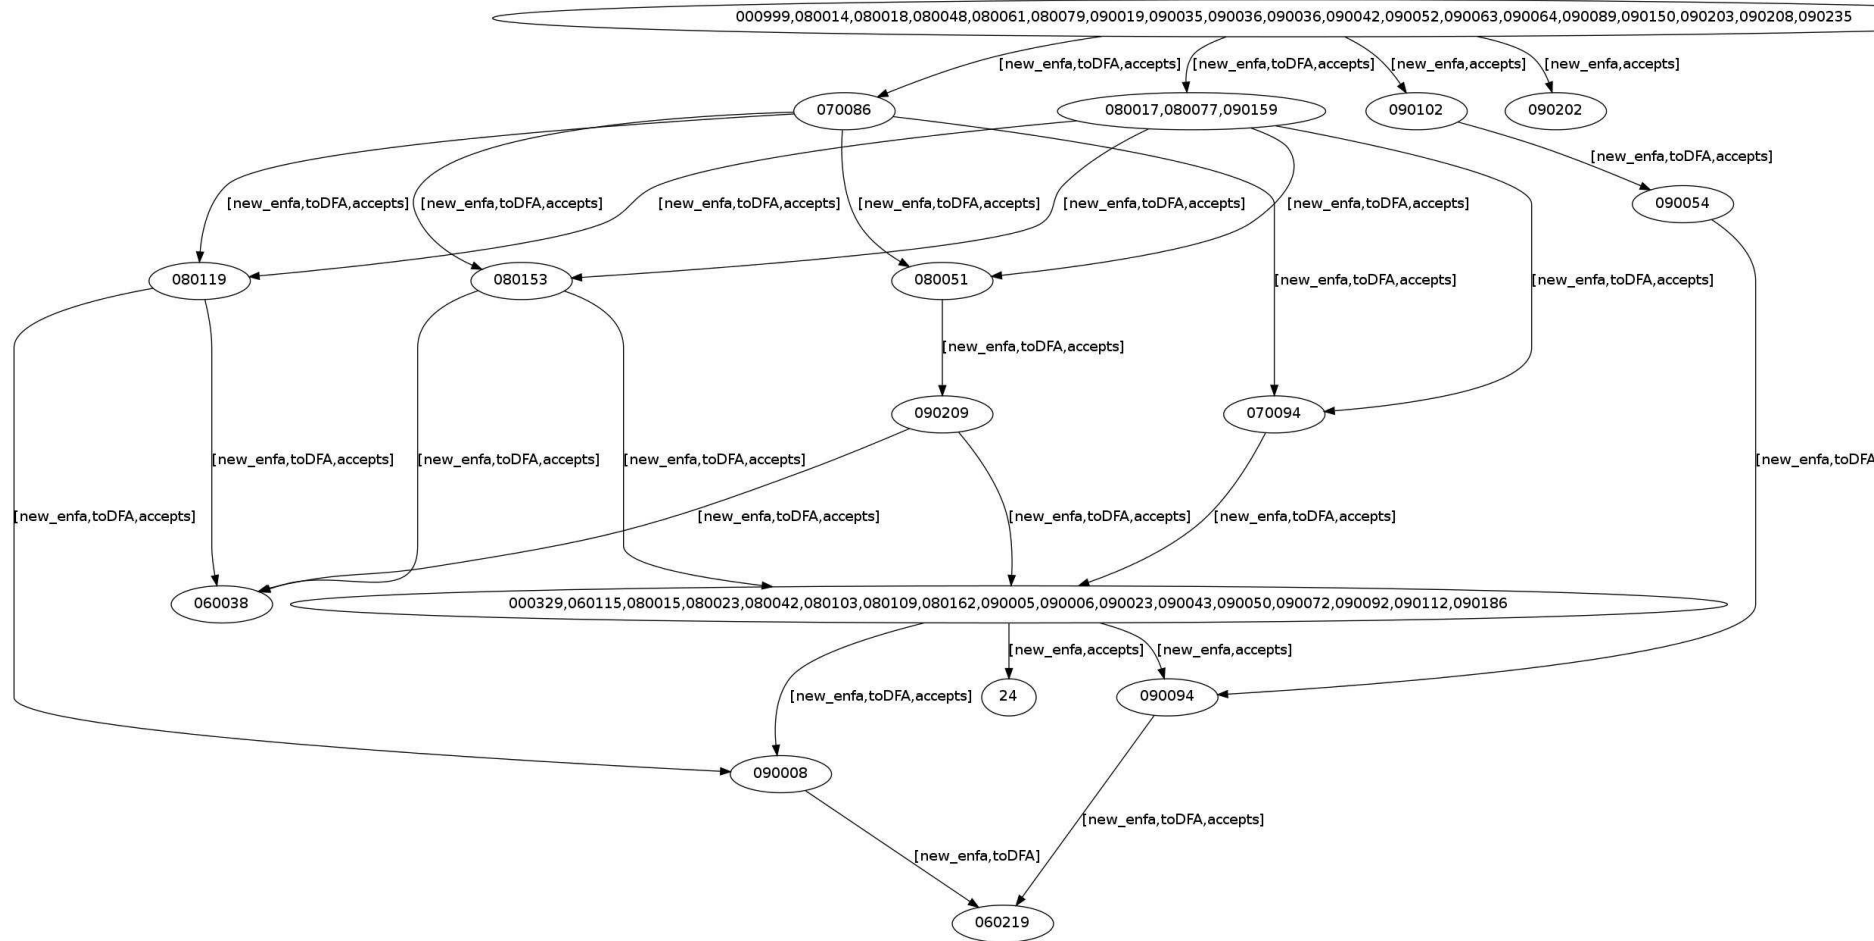 000999,080014,080018,080048,080061,080079,090019,090035,090036,090036,090042,090052,090063,090064,090089,090150,090203,090208,090235
[new_enfa,toDFA,accepts]
[new_enfa,toDFA,accepts]
[new_enfa,accepts]
[new_enfa,accepts]
070086
080017,080077,090159
090102
090202
[new_enfa,toDFA,accepts]
[new_enfa,toDFA,accepts]
[new_enfa,toDFA,accepts]
[new_enfa,toDFA,accepts]
[new_enfa,toDFA,accepts]
[new_enfa,toDFA,accepts]
[new_enfa,toDFA,accepts]
090054
080119
080153
080051
[new_enfa,toDFA,accepts]
[new_enfa,toDFA,accepts]
[new_enfa,toDFA,accepts]
090209
070094
[new_enfa,toDFA,accepts]
[new_enfa,toDFA,accepts]
[new_enfa,toDFA,accepts]
[new_enfa,toDFA
[new_enfa,toDFA,accepts]
[new_enfa,toDFA,accepts]
[new_enfa,toDFA,accepts]
[new_enfa,toDFA,accepts]
060038
000329,060115,080015,080023,080042,080103,080109,080162,090005,090006,090023,090043,090050,090072,090092,090112,090186
[new_enfa,accepts]
[new_enfa,accepts]
[new_enfa,toDFA,accepts]
24
090094
090008
[new_enfa,toDFA,accepts]
[new_enfa,toDFA]
060219